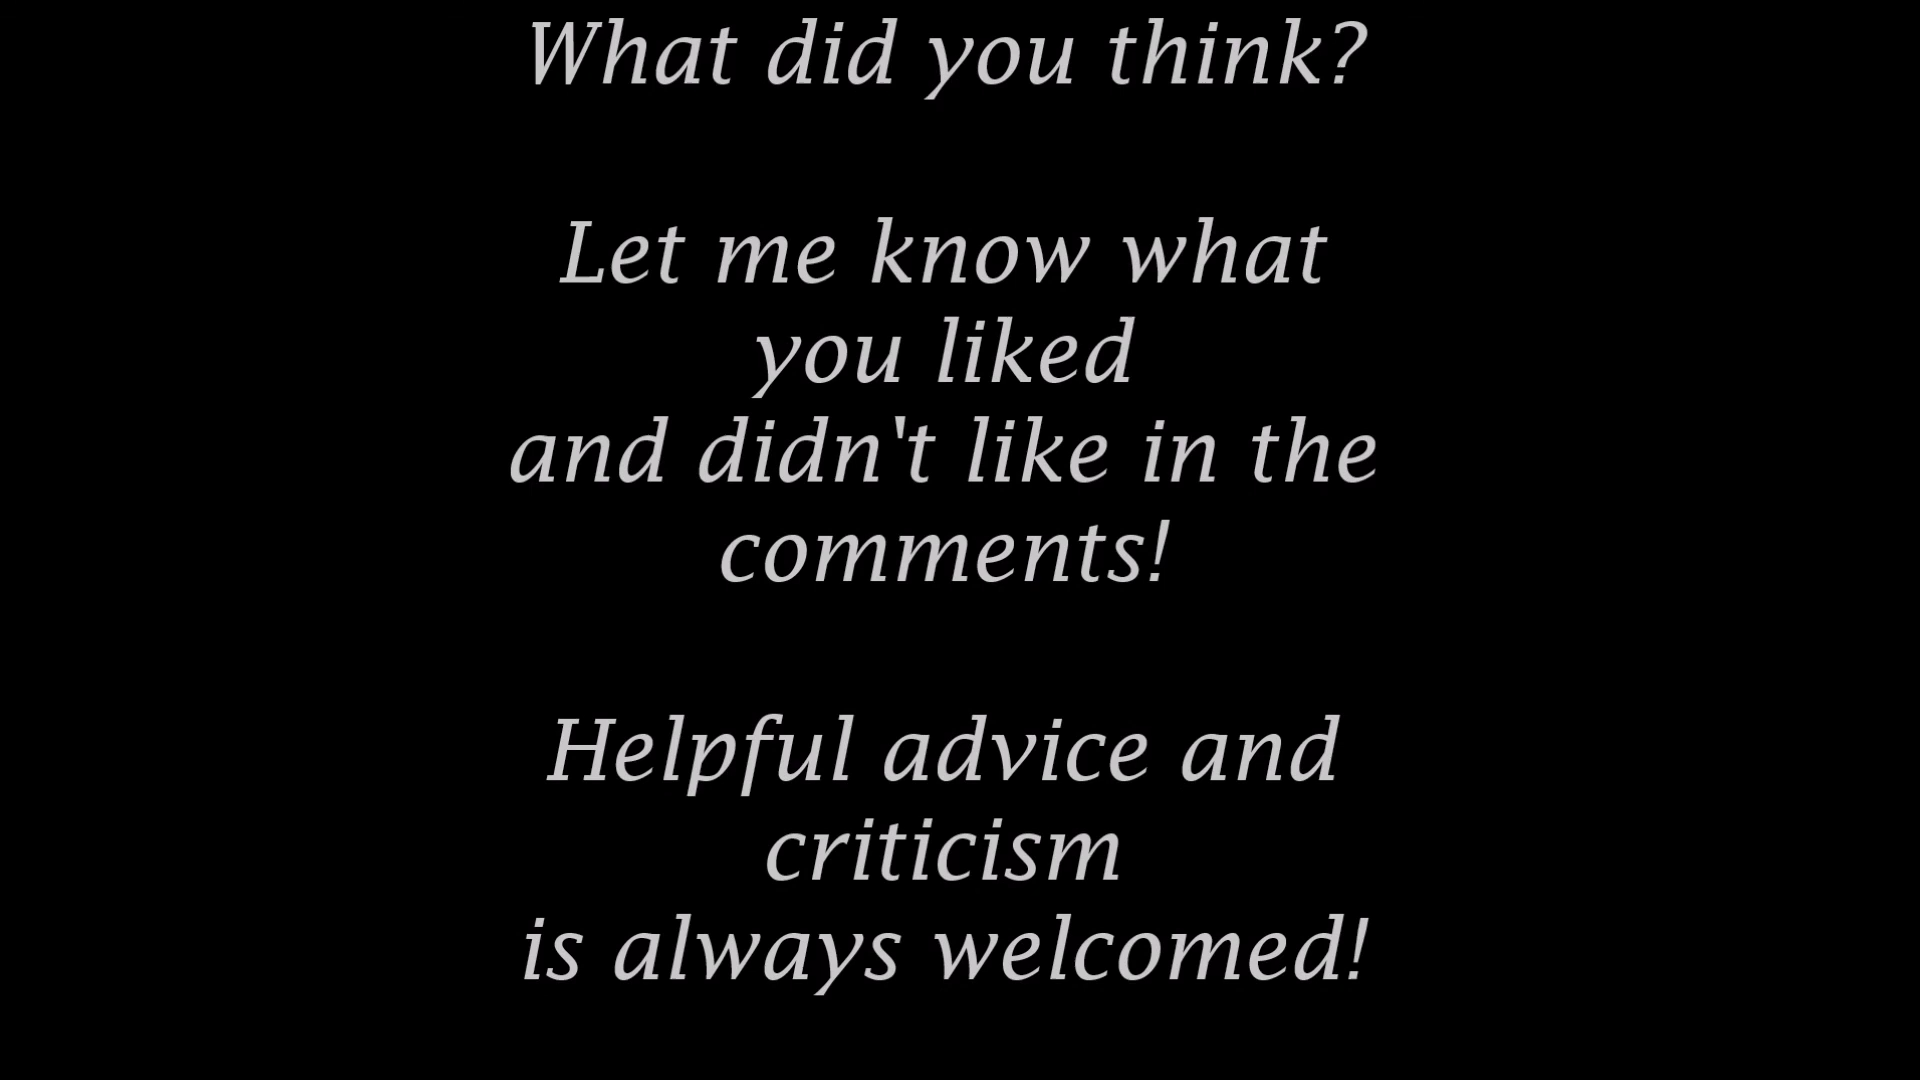 What did you think?
Let me know what
you liked
and didn't like in the
comments!
Helpful advice and
criticism
is always welcomed!